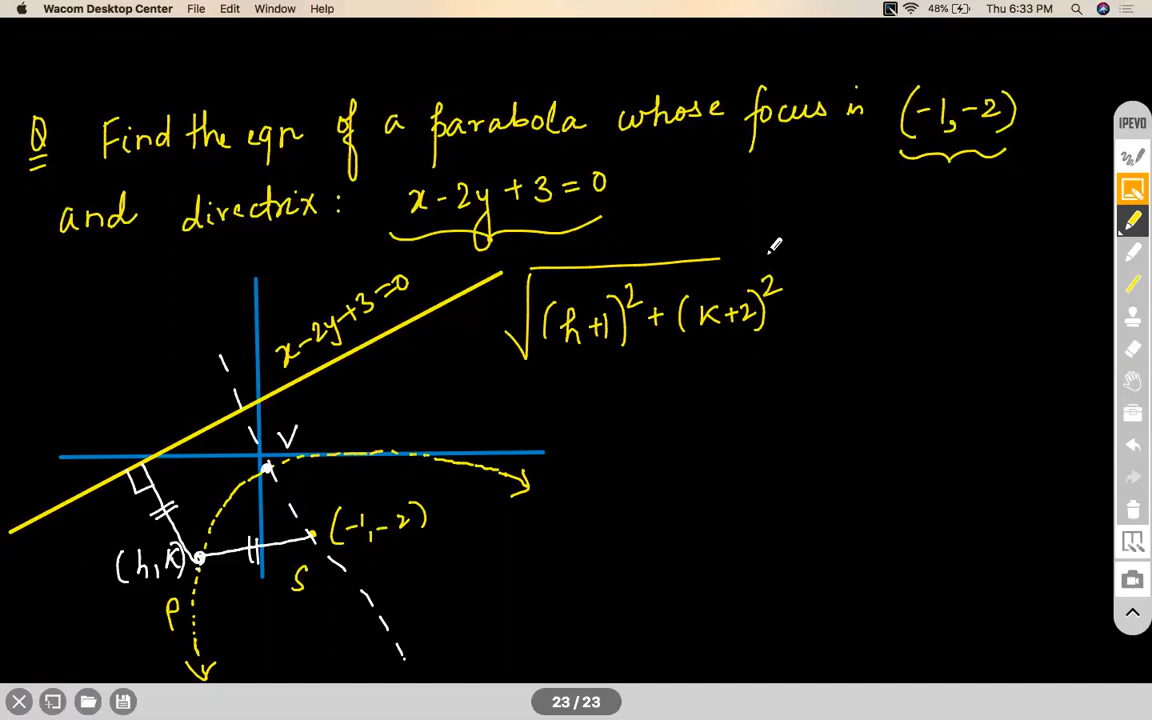 Wacom Desktop Center File Edit Window Help 48% Thu 6:33 PM
Q Find the eqn of a parabola whose focus is (-1,-2)
and directrix: x-2y+3=0
IPEVO
x-2y+3=0
√(h+1)²+(k+2)²
V
(-1,-2)
(h,k)
S
P
23/23